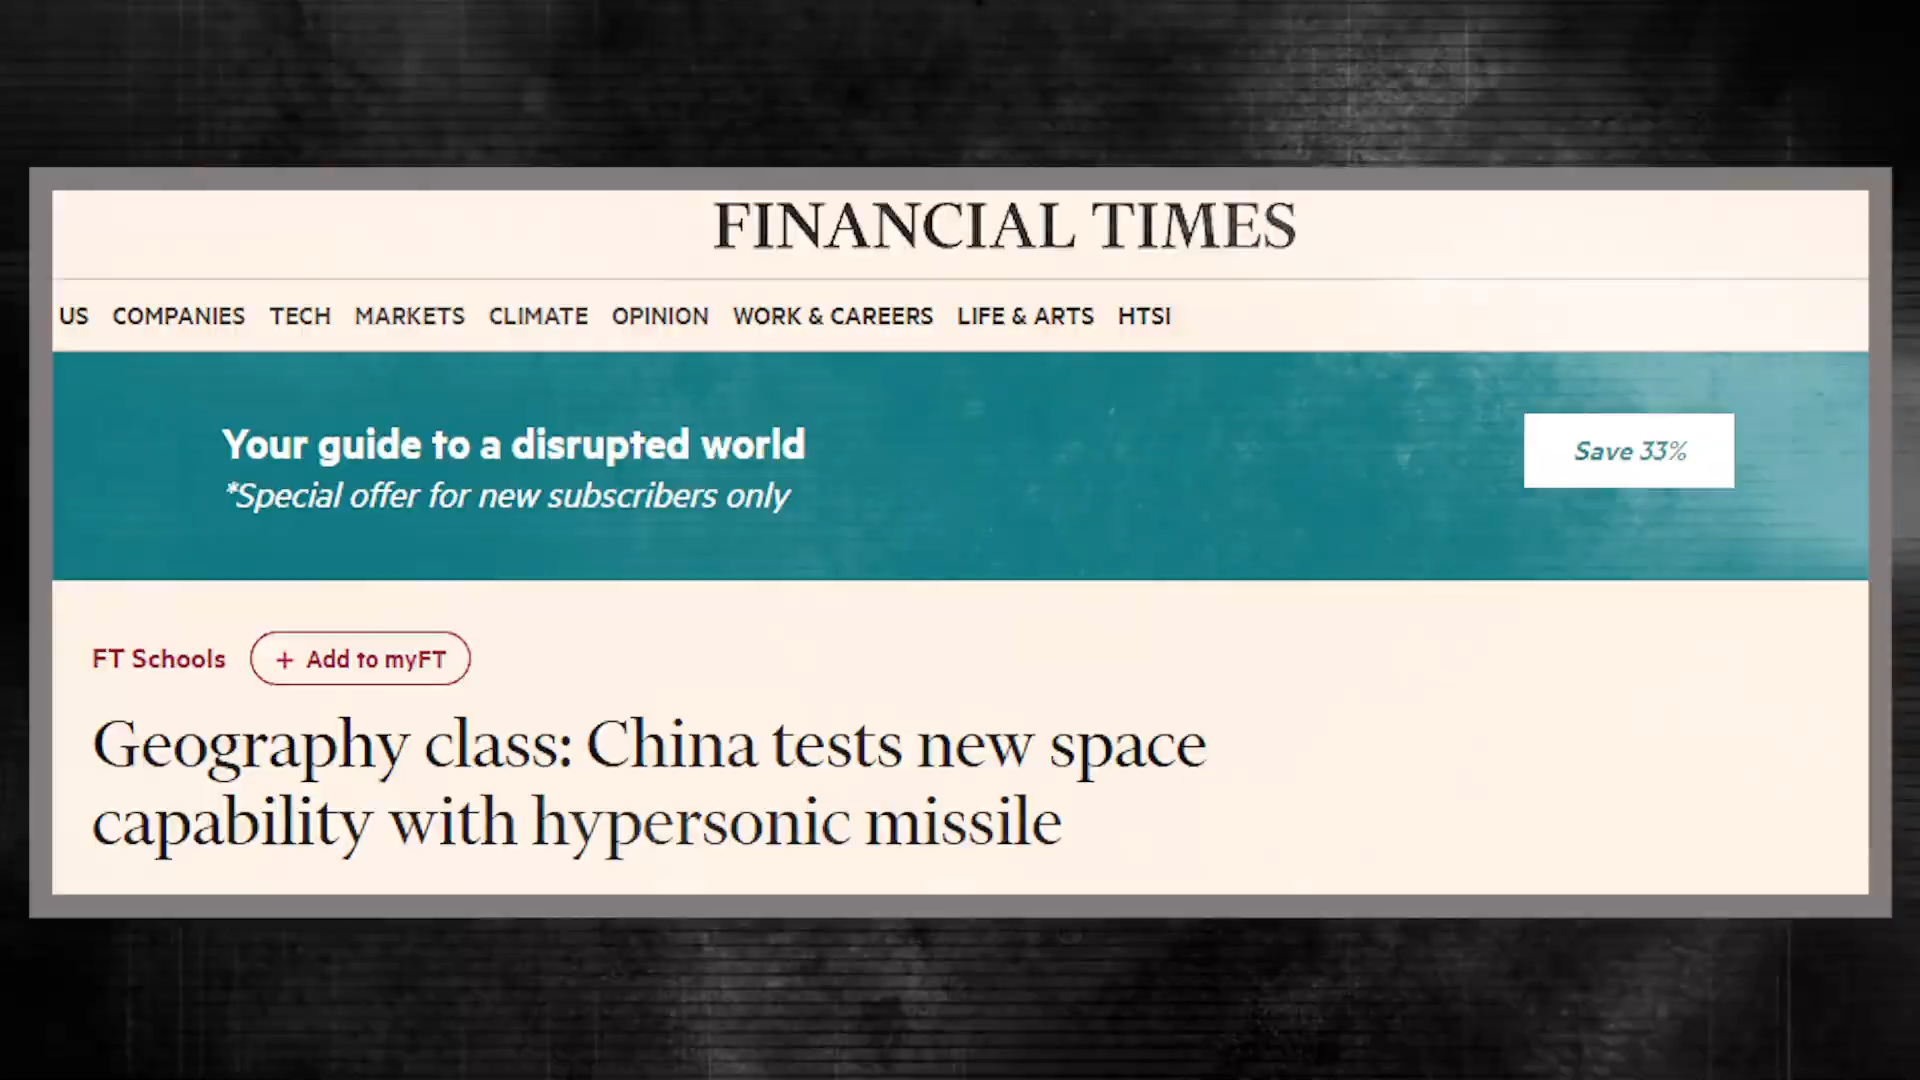 FINANCIAL TIMES
US COMPANIES TECH MARKETS CLIMATE OPINION WORK & CAREERS LIFE & ARTS HTSI
Your guide to a disrupted world
*Special offer for new subscribers only
Save 33%
FT Schools + Add to myFT
Geography class: China tests new space
capability with hypersonic missile